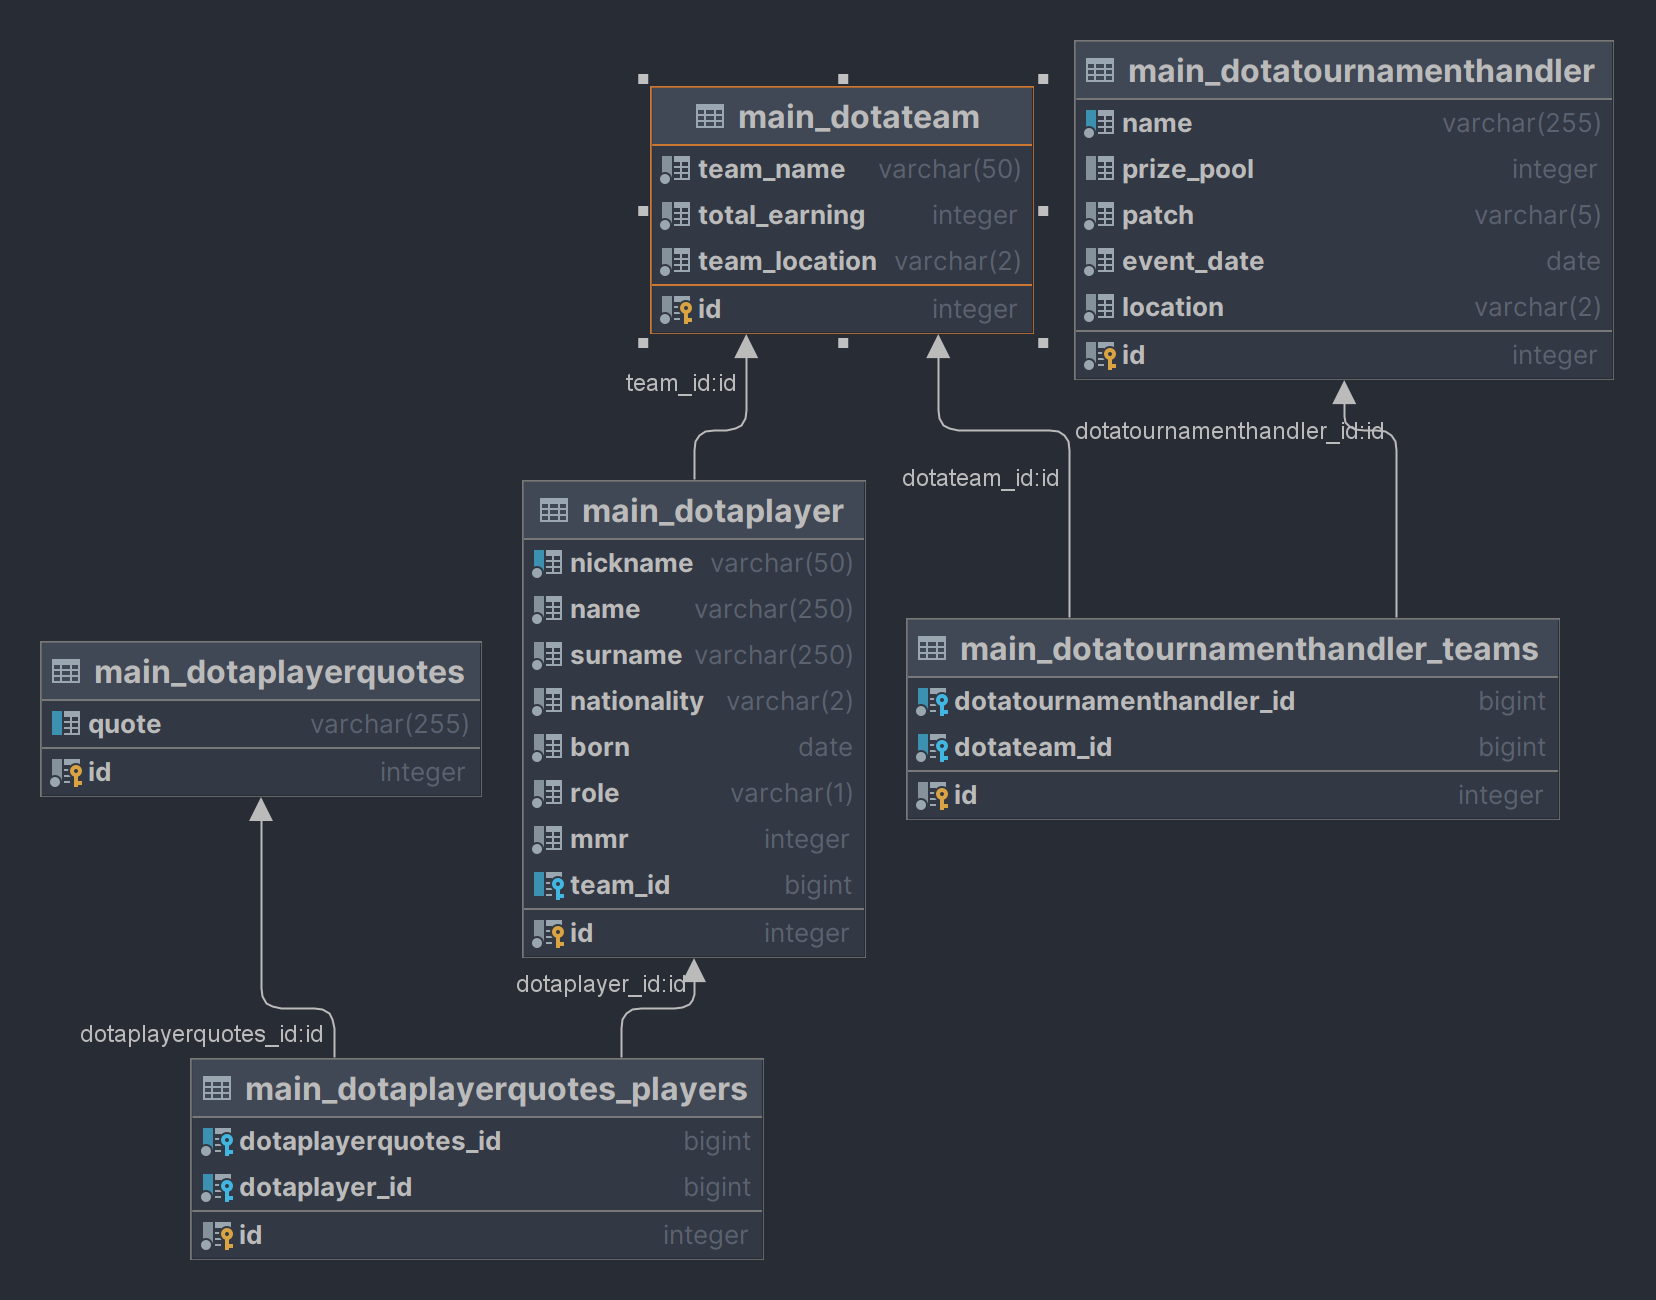 main_dotateam
team_name varchar(50)
total_earning integer
team_location varchar(2)
id integer
main_dotatournamenthandler
name varchar(255)
prize_pool integer
patch varchar(5)
event_date date
location varchar(2)
id integer
team_id:id
dotateam_id:id
dotatournamenthandler_id:id
main_dotaplayer
nickname varchar(50)
name varchar(250)
surname varchar(250)
nationality varchar(2)
born date
role varchar(1)
mmr integer
team_id bigint
id integer
main_dotatournamenthandler_teams
dotatournamenthandler_id bigint
dotateam_id bigint
id integer
main_dotaplayerquotes
quote varchar(255)
id integer
dotaplayer_id:id
dotaplayerquotes_id:id
main_dotaplayerquotes_players
dotaplayerquotes_id bigint
dotaplayer_id bigint
id integer